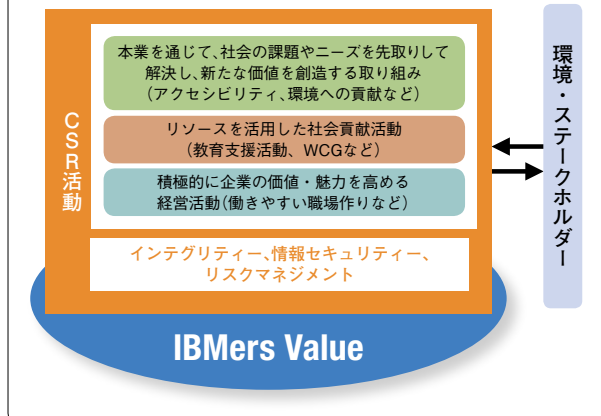 本業を通じて、社会の課題やニーズを先取りして
解決し、新たな価値を創造する取り組み
(アクセシビリティ、環境への貢献など)
リソースを活用した社会貢献活動
(教育支援活動、WCGなど)
積極的に企業の価値・魅力を高める
経営活動(働きやすい職場作りなど)
CSR活動
インテグリティー、情報セキュリティー、
リスクマネジメント
IBMers Value
環境・ステークホルダー